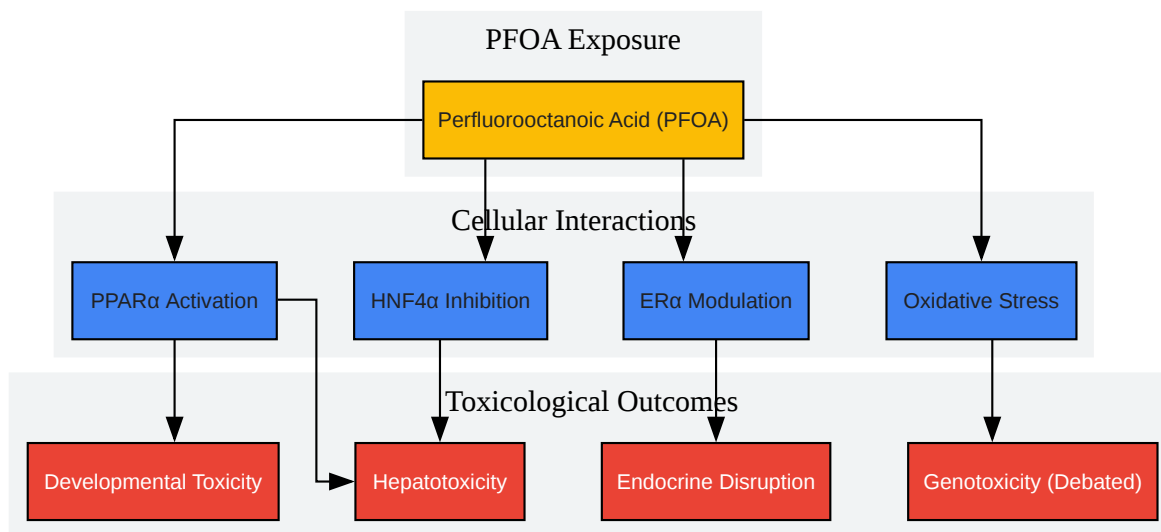 PFOA Exposure
Perfluorooctanoic Acid (PFOA)
Cellular Interactions
PPARα Activation
HNF4α Inhibition
ERα Modulation
Oxidative Stress
Toxicological Outcomes
Developmental Toxicity
Hepatotoxicity
Endocrine Disruption
Genotoxicity (Debated)